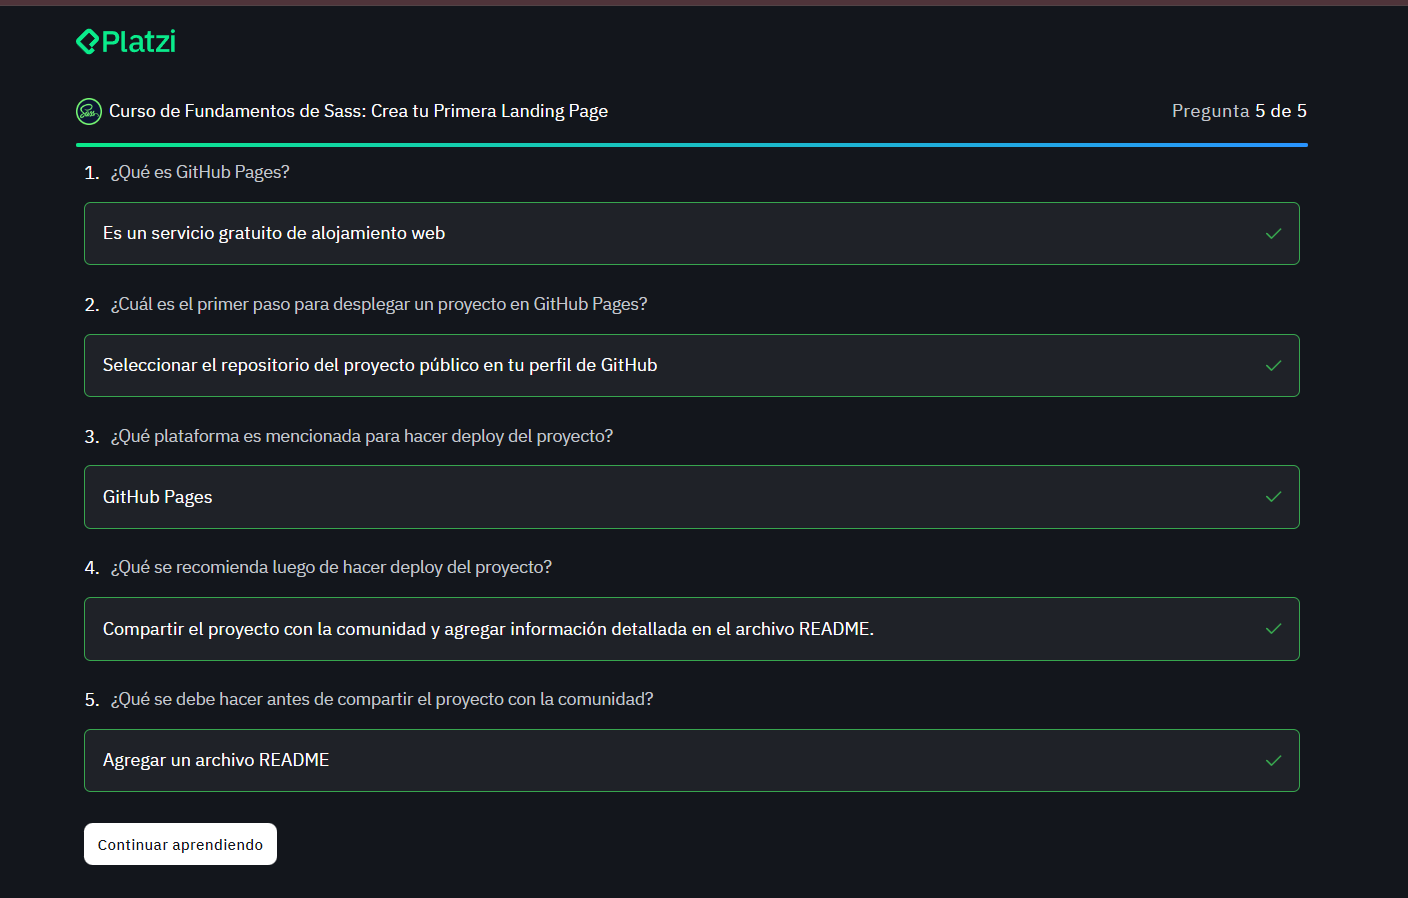 Platzi
Sass Curso de Fundamentos de Sass: Crea tu Primera Landing Page
Pregunta 5 de 5
1. ¿Qué es GitHub Pages?
Es un servicio gratuito de alojamiento web
2. ¿Cuál es el primer paso para desplegar un proyecto en GitHub Pages?
Seleccionar el repositorio del proyecto público en tu perfil de GitHub
3. ¿Qué plataforma es mencionada para hacer deploy del proyecto?
GitHub Pages
4. ¿Qué se recomienda luego de hacer deploy del proyecto?
Compartir el proyecto con la comunidad y agregar información detallada en el archivo README.
5. ¿Qué se debe hacer antes de compartir el proyecto con la comunidad?
Agregar un archivo README
Continuar aprendiendo